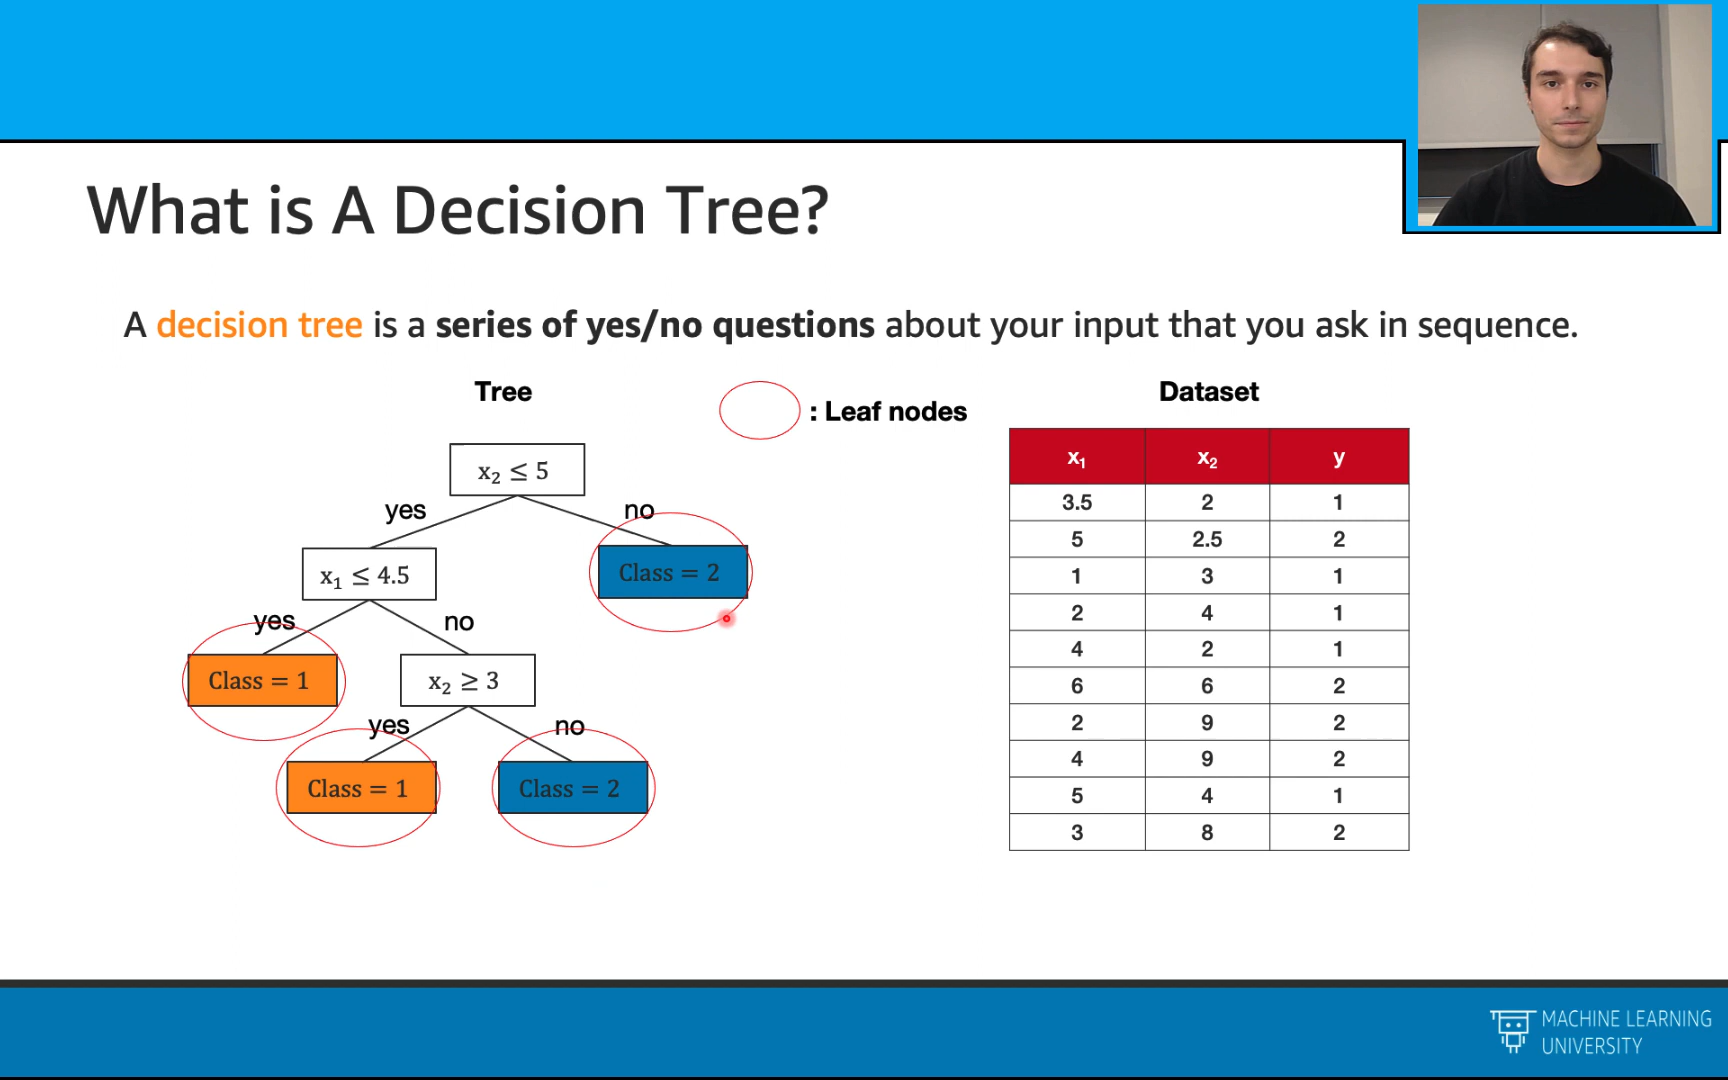 What is A Decision Tree?
A decision tree is a series of yes/no questions about your input that you ask in sequence.
Tree
: Leaf nodes
x₂ ≤ 5
yes
no
x₁ ≤ 4.5
Class = 2
yes
no
Class = 1
x₂ ≥ 3
yes
no
Class = 1
Class = 2
Dataset
x₁ x₂ y
3.5 2 1
5 2.5 2
1 3 1
2 4 1
4 2 1
6 6 2
2 9 2
4 9 2
5 4 1
3 8 2
MACHINE LEARNING
UNIVERSITY